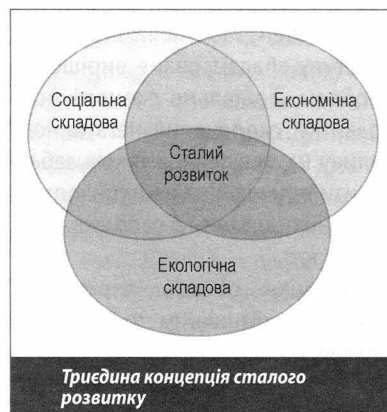 Соціальна
складова
Економічна
складова
Сталий
розвиток
Екологічна
складова
Триєдина концепція сталого
розвитку